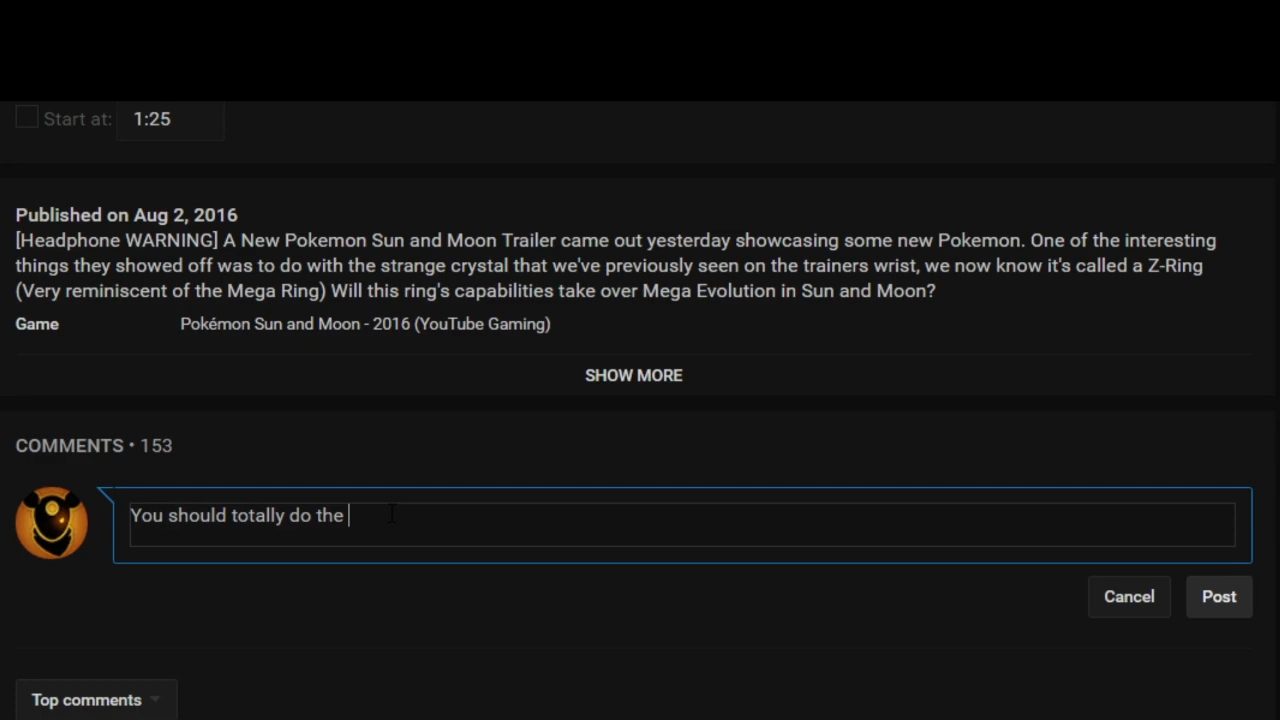 Start at: 1:25
Published on Aug 2, 2016
[Headphone WARNING] A New Pokemon Sun and Moon Trailer came out yesterday showcasing some new Pokemon. One of the interesting
things they showed off was to do with the strange crystal that we've previously seen on the trainers wrist, we now know it's called a Z-Ring
(Very reminiscent of the Mega Ring) Will this ring's capabilities take over Mega Evolution in Sun and Moon?
Game Pokémon Sun and Moon - 2016 (YouTube Gaming)
SHOW MORE
COMMENTS • 153
You should totally do the
Cancel Post
Top comments